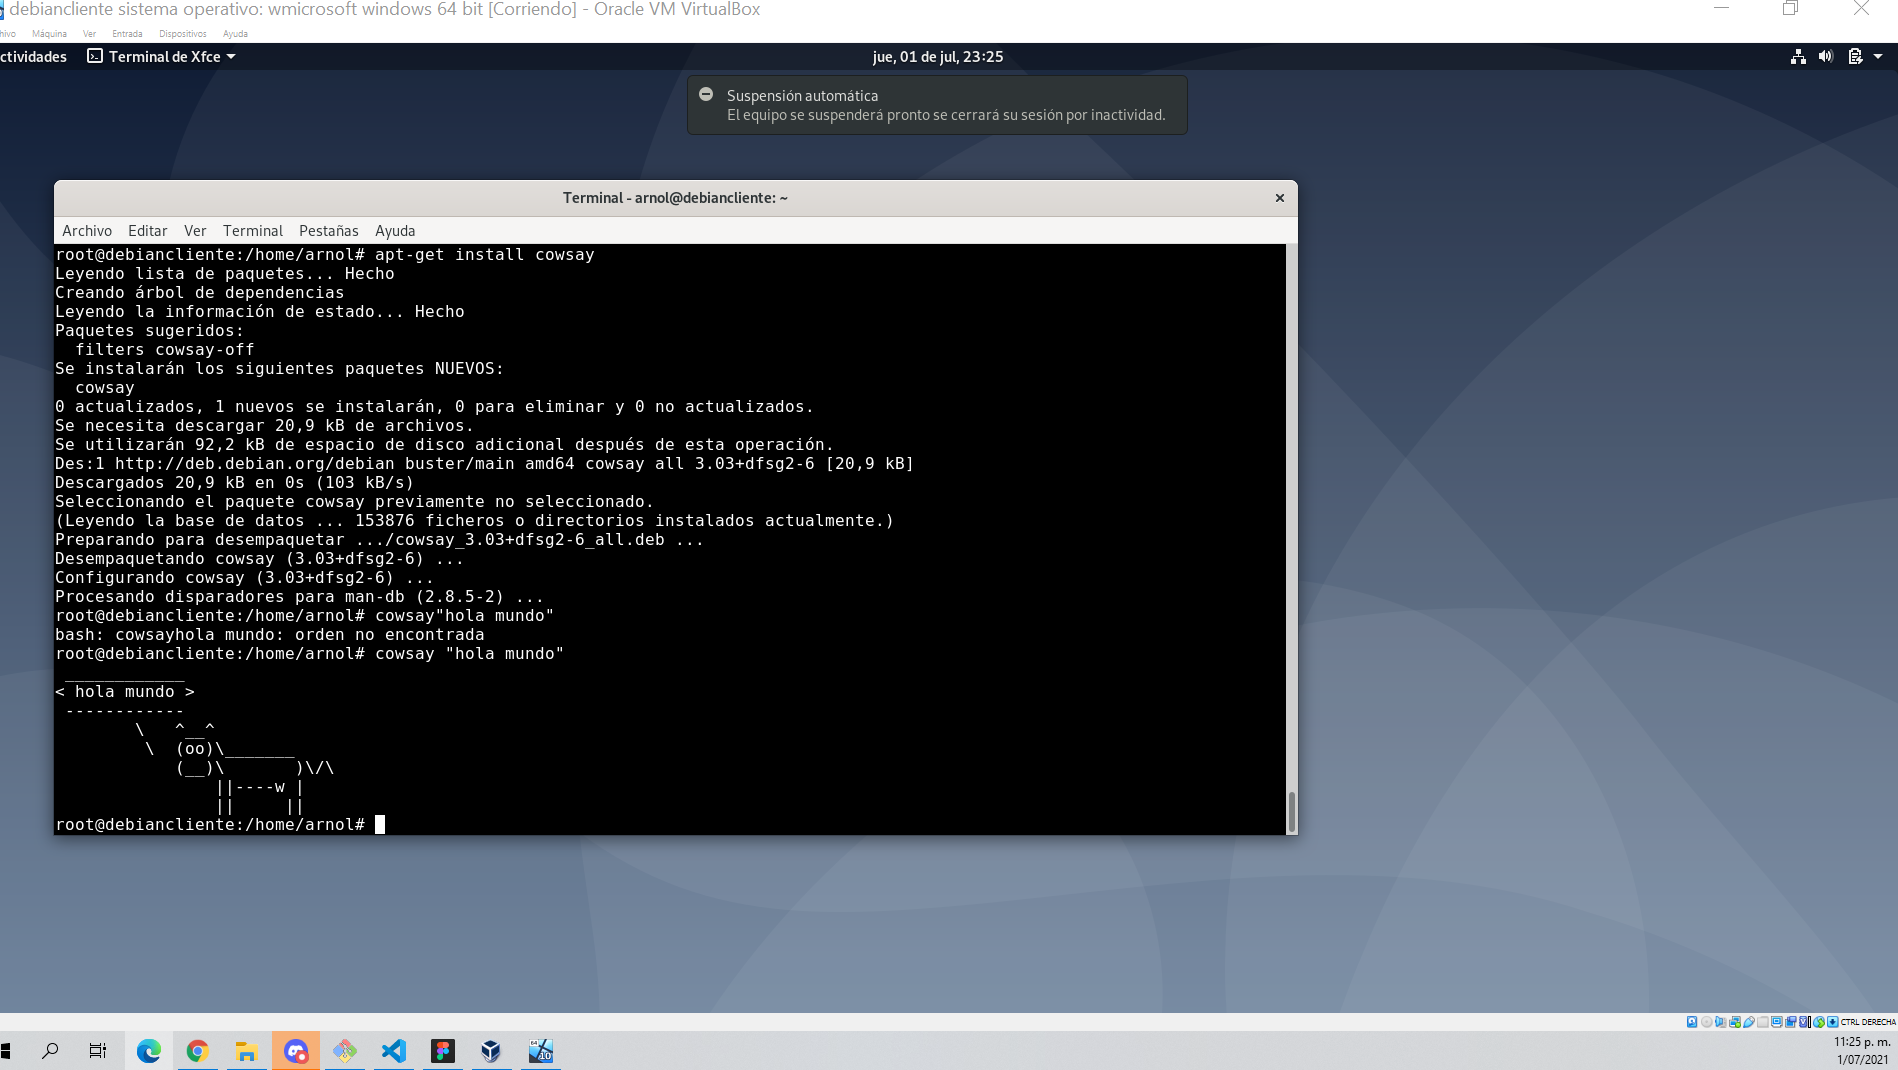 debiancliente sistema operativo: wmicrosoft windows 64 bit [Corriendo] - Oracle VM VirtualBox
hivo Máquina Ver Entrada Dispositivos Ayuda
ctividades Terminal de Xfce jue, 01 de jul, 23:25
Suspensión automática
El equipo se suspenderá pronto se cerrará su sesión por inactividad.
Terminal - arnol@debiancliente: ~
Archivo Editar Ver Terminal Pestañas Ayuda
root@debiancliente:/home/arnol# apt-get install cowsay
Leyendo lista de paquetes... Hecho
Creando árbol de dependencias
Leyendo la información de estado... Hecho
Paquetes sugeridos:
  filters cowsay-off
Se instalarán los siguientes paquetes NUEVOS:
  cowsay
0 actualizados, 1 nuevos se instalarán, 0 para eliminar y 0 no actualizados.
Se necesita descargar 20,9 kB de archivos.
Se utilizarán 92,2 kB de espacio de disco adicional después de esta operación.
Des:1 http://deb.debian.org/debian buster/main amd64 cowsay all 3.03+dfsg2-6 [20,9 kB]
Descargados 20,9 kB en 0s (103 kB/s)
Seleccionando el paquete cowsay previamente no seleccionado.
(Leyendo la base de datos ... 153876 ficheros o directorios instalados actualmente.)
Preparando para desempaquetar .../cowsay_3.03+dfsg2-6_all.deb ...
Desempaquetando cowsay (3.03+dfsg2-6) ...
Configurando cowsay (3.03+dfsg2-6) ...
Procesando disparadores para man-db (2.8.5-2) ...
root@debiancliente:/home/arnol# cowsay"hola mundo"
bash: cowsayhola mundo: orden no encontrada
root@debiancliente:/home/arnol# cowsay "hola mundo"
 ____________
< hola mundo >
 ------------
        \   ^__^
         \  (oo)\_______
            (__)\       )\/\
                ||----w |
                ||     ||
root@debiancliente:/home/arnol#
CTRL DERECHA
11:25 p. m.
1/07/2021